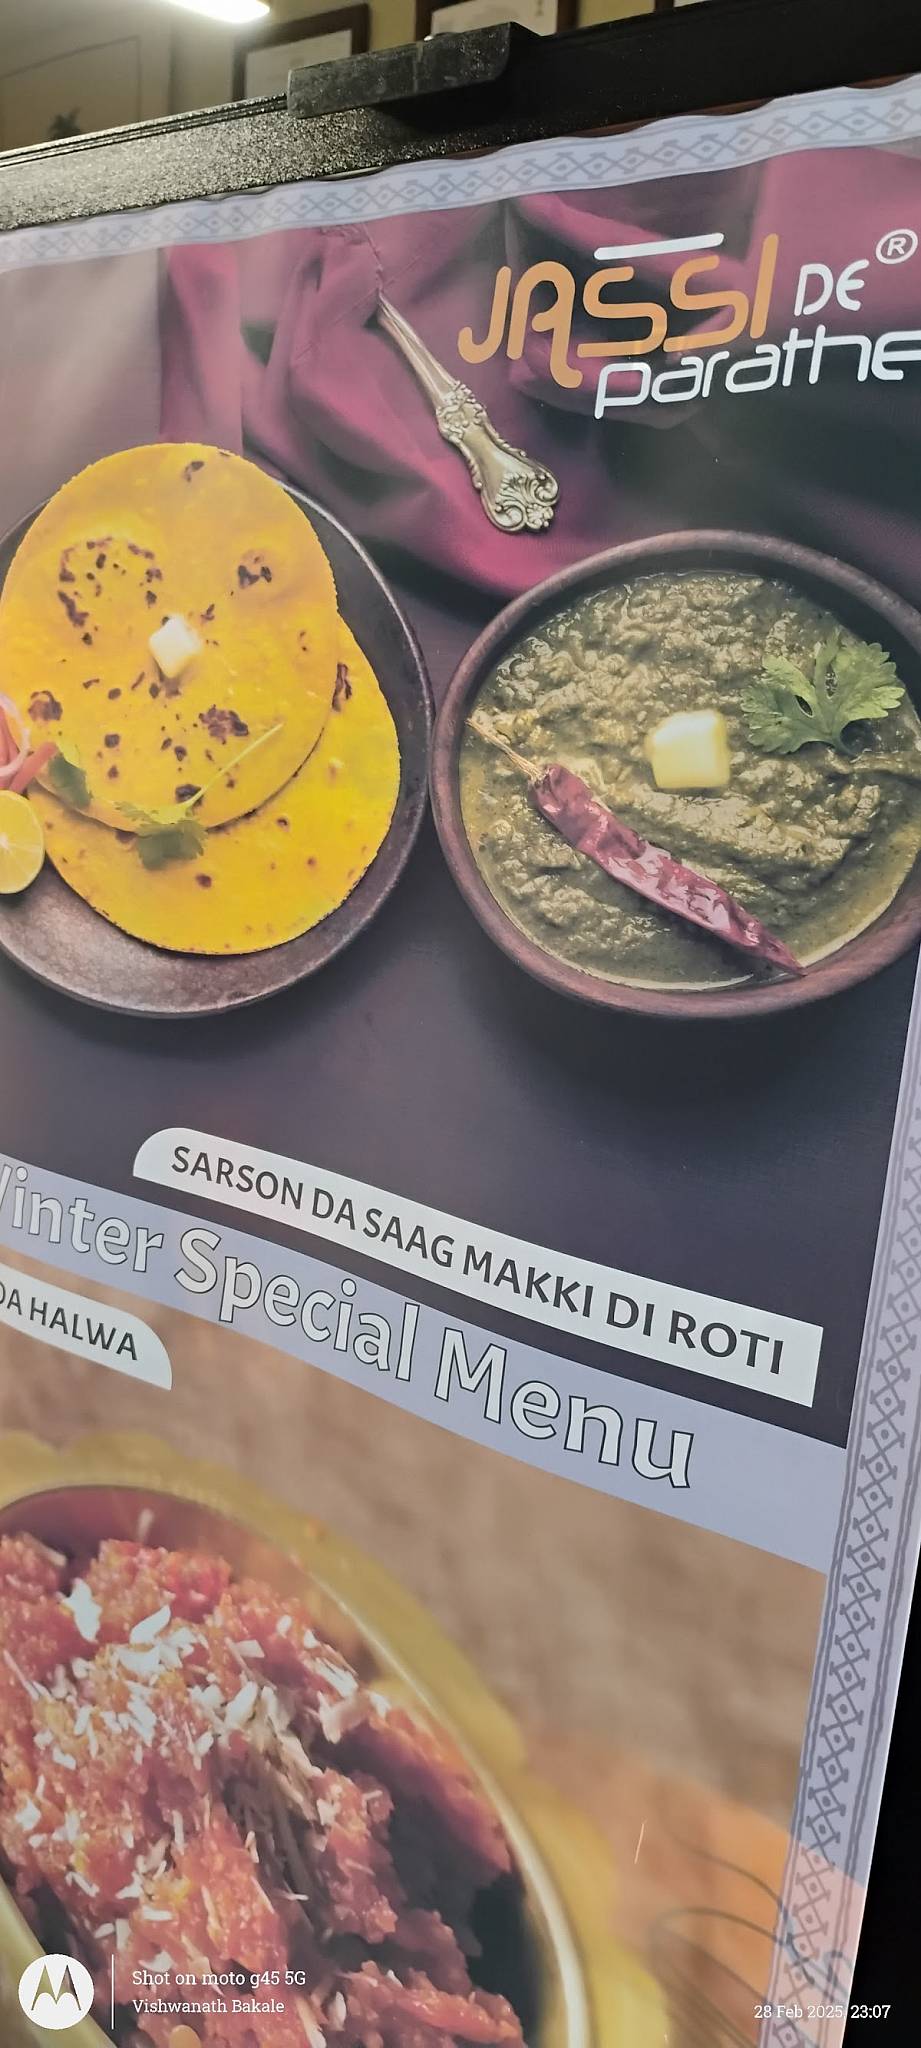 JASSI DE ®
Parathe
SARSON DA SAAG MAKKI DI ROTI
Winter Special Menu
DA HALWA
Shot on moto g45 5G
Vishwanath Bakale
28 Feb 2025, 23:07